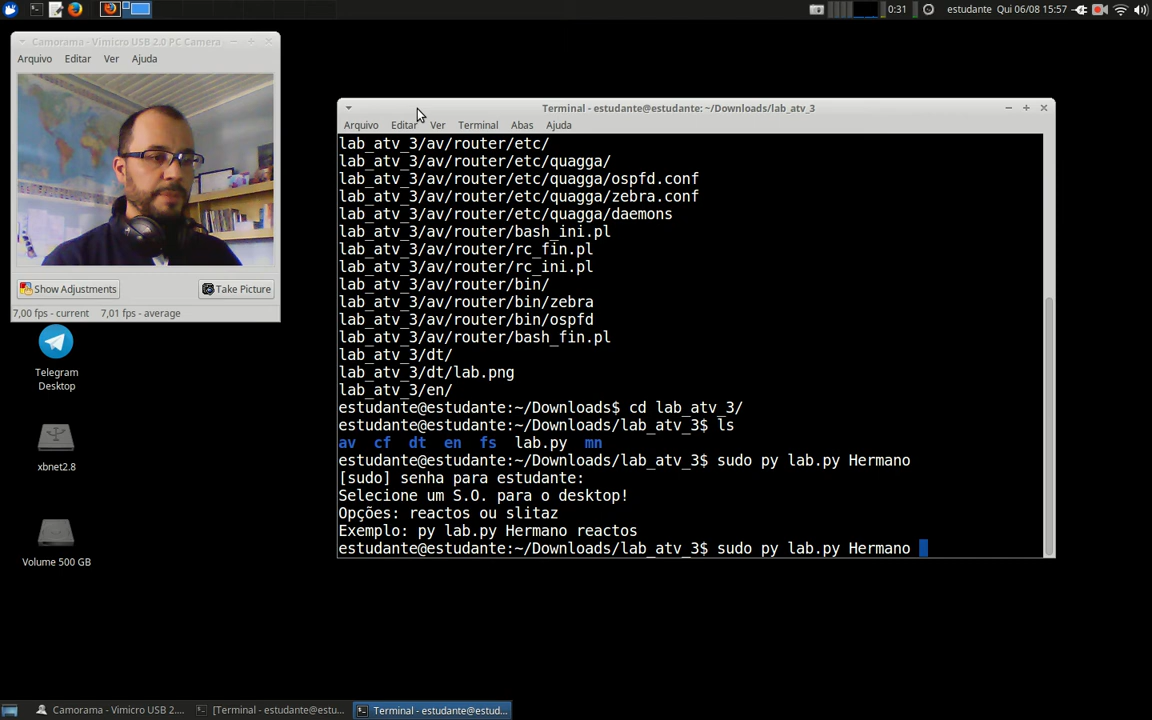 0:31
estudante Qui 06/08 15:57
Camorama - Vimicro USB 2.0 PC Camera
Arquivo Editar Ver Ajuda
Show Adjustments
Take Picture
7,00 fps - current 7,01 fps - average
Telegram
Desktop
xbnet2.8
Volume 500 GB
Terminal - estudante@estudante: ~/Downloads/lab_atv_3
Arquivo Editar Ver Terminal Abas Ajuda
lab_atv_3/av/router/etc/
lab_atv_3/av/router/etc/quagga/
lab_atv_3/av/router/etc/quagga/ospfd.conf
lab_atv_3/av/router/etc/quagga/zebra.conf
lab_atv_3/av/router/etc/quagga/daemons
lab_atv_3/av/router/bash_ini.pl
lab_atv_3/av/router/rc_fin.pl
lab_atv_3/av/router/rc_ini.pl
lab_atv_3/av/router/bin/
lab_atv_3/av/router/bin/zebra
lab_atv_3/av/router/bin/ospfd
lab_atv_3/av/router/bash_fin.pl
lab_atv_3/dt/
lab_atv_3/dt/lab.png
lab_atv_3/en/
estudante@estudante:~/Downloads$ cd lab_atv_3/
estudante@estudante:~/Downloads/lab_atv_3$ ls
av cf dt en fs lab.py mn
estudante@estudante:~/Downloads/lab_atv_3$ sudo py lab.py Hermano
[sudo] senha para estudante:
Selecione um S.O. para o desktop!
Opções: reactos ou slitaz
Exemplo: py lab.py Hermano reactos
estudante@estudante:~/Downloads/lab_atv_3$ sudo py lab.py Hermano
Camorama - Vimicro USB 2....
[Terminal - estudante@estu...
Terminal - estudante@estud...